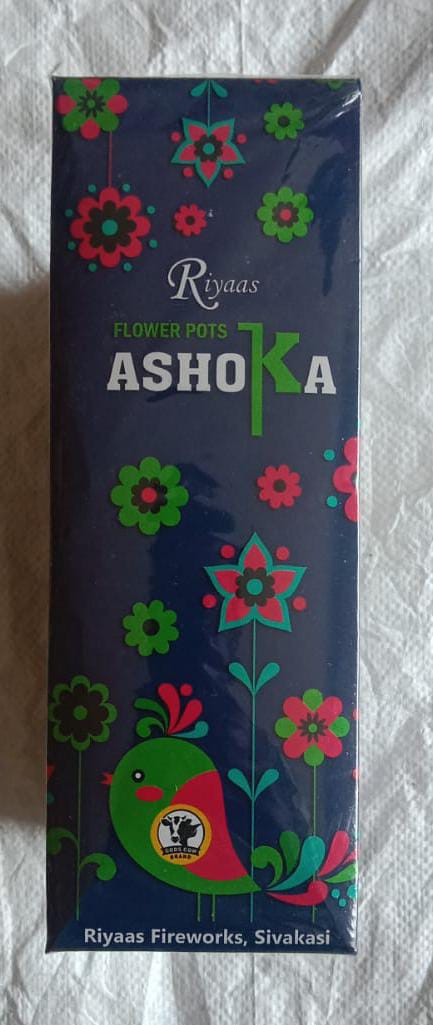 Riyaas
FLOWER POTS
ASHOKA
GODS COW
BRAND
Riyaas Fireworks, Sivakasi